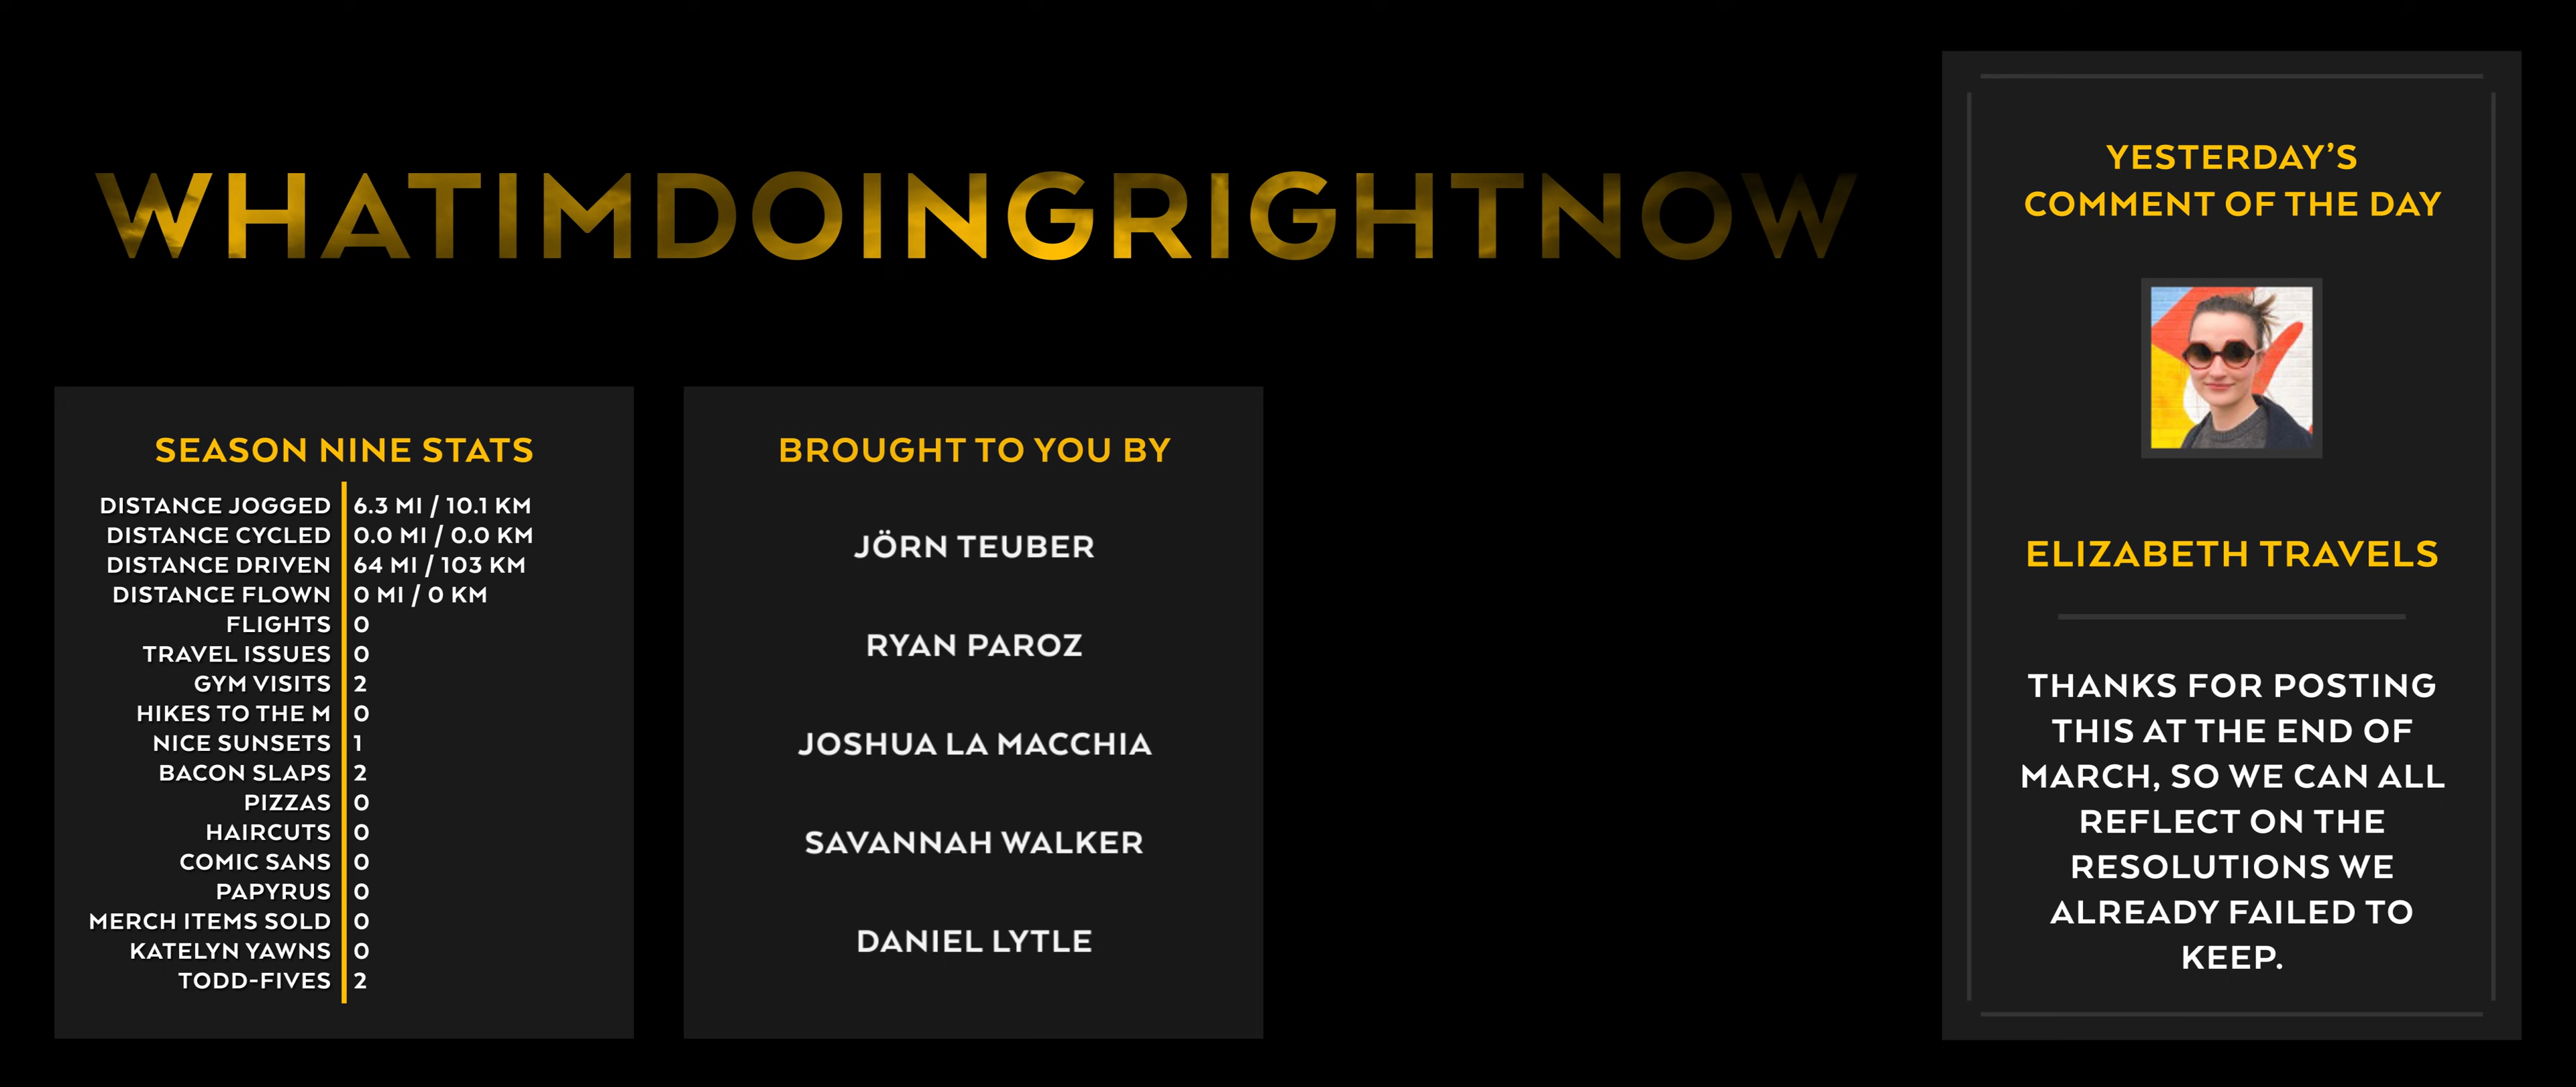 WHATIMDOINGRIGHTNOW
SEASON NINE STATS
DISTANCE JOGGED 6.3 MI / 10.1 KM
DISTANCE CYCLED 0.0 MI / 0.0 KM
DISTANCE DRIVEN 64 MI / 103 KM
DISTANCE FLOWN 0 MI / 0 KM
FLIGHTS 0
TRAVEL ISSUES 0
GYM VISITS 2
HIKES TO THE M 0
NICE SUNSETS 1
BACON SLAPS 2
PIZZAS 0
HAIRCUTS 0
COMIC SANS 0
PAPYRUS 0
MERCH ITEMS SOLD 0
KATELYN YAWNS 0
TODD-FIVES 2
BROUGHT TO YOU BY
JÖRN TEUBER
RYAN PAROZ
JOSHUA LA MACCHIA
SAVANNAH WALKER
DANIEL LYTLE
YESTERDAY’S
COMMENT OF THE DAY
ELIZABETH TRAVELS
THANKS FOR POSTING
THIS AT THE END OF
MARCH, SO WE CAN ALL
REFLECT ON THE
RESOLUTIONS WE
ALREADY FAILED TO
KEEP.